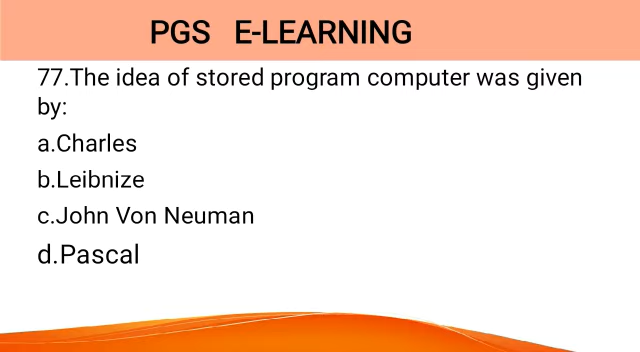 PGS E-LEARNING
77.The idea of stored program computer was given
by:
a.Charles
b.Leibnize
c.John Von Neuman
d.Pascal